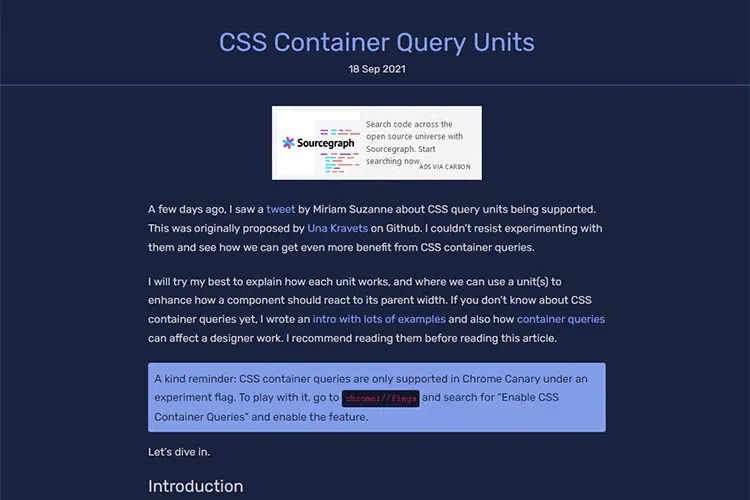 CSS Container Query Units
18 Sep 2021
Sourcegraph
Search code across the
open source universe with
Sourcegraph. Start
searching now.
ADS VIA CARBON
A few days ago, I saw a tweet by Miriam Suzanne about CSS query units being supported.
This was originally proposed by Una Kravets on Github. I couldn't resist experimenting with
them and see how we can get even more benefit from CSS container queries.
I will try my best to explain how each unit works, and where we can use a unit(s) to
enhance how a component should react to its parent width. If you don't know about CSS
container queries yet, I wrote an intro with lots of examples and also how container queries
can affect a designer work. I recommend reading them before reading this article.
A kind reminder: CSS container queries are only supported in Chrome Canary under an
experiment flag. To play with it, go to chrome://flags and search for “Enable CSS
Container Queries” and enable the feature.
Let's dive in.
Introduction